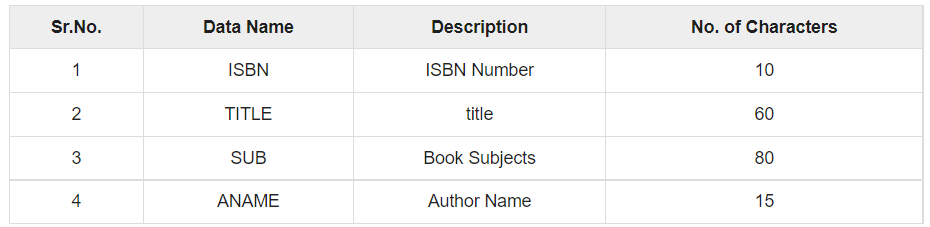 Sr.No. Data Name Description No. of Characters
1 ISBN ISBN Number 10
2 TITLE title 60
3 SUB Book Subjects 80
4 ANAME Author Name 15